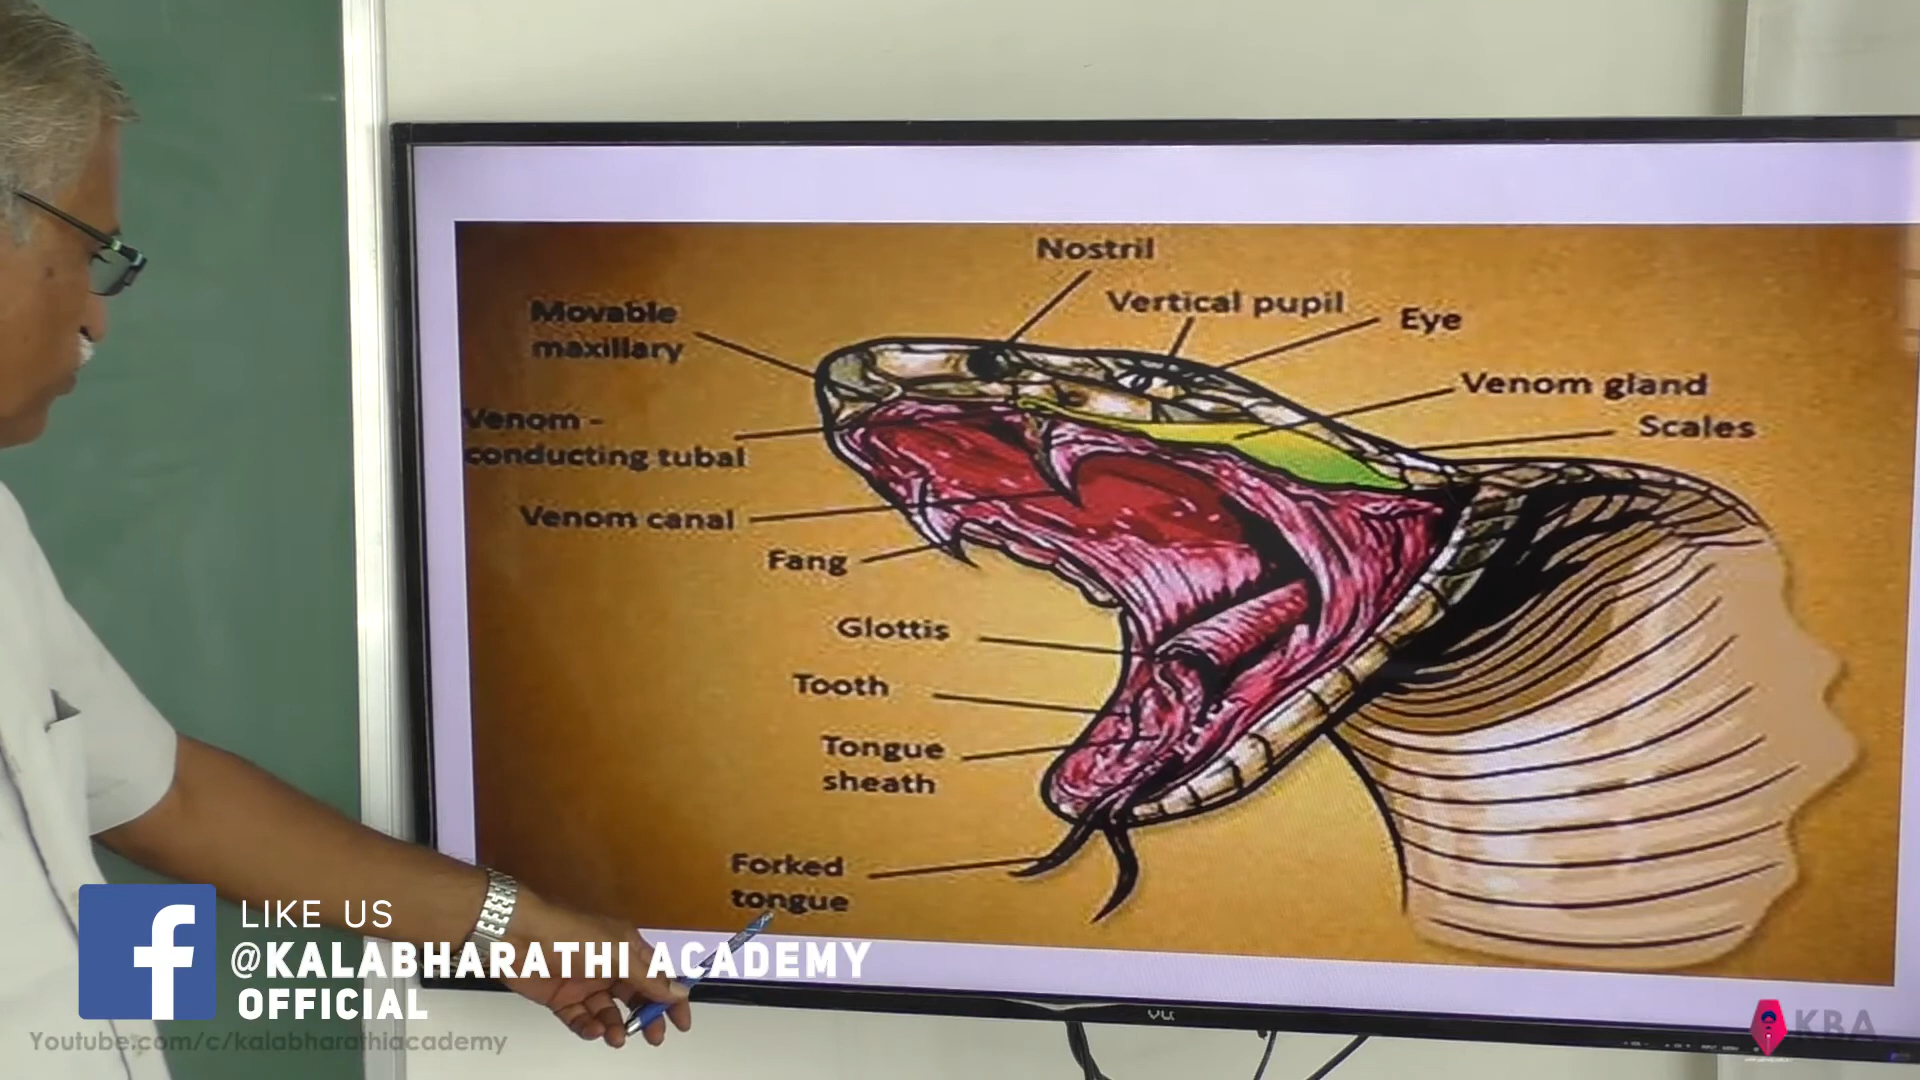 Nostril
Vertical pupil
Eye
Movable
maxillary
Venom gland
Scales
Venom -
conducting tubal
Venom canal
Fang
Glottis
Tooth
Tongue
sheath
Forked
tongue
LIKE US
@KALABHARATHI ACADEMY
OFFICIAL
Youtube.com/c/kalabharathiacademy
KBA